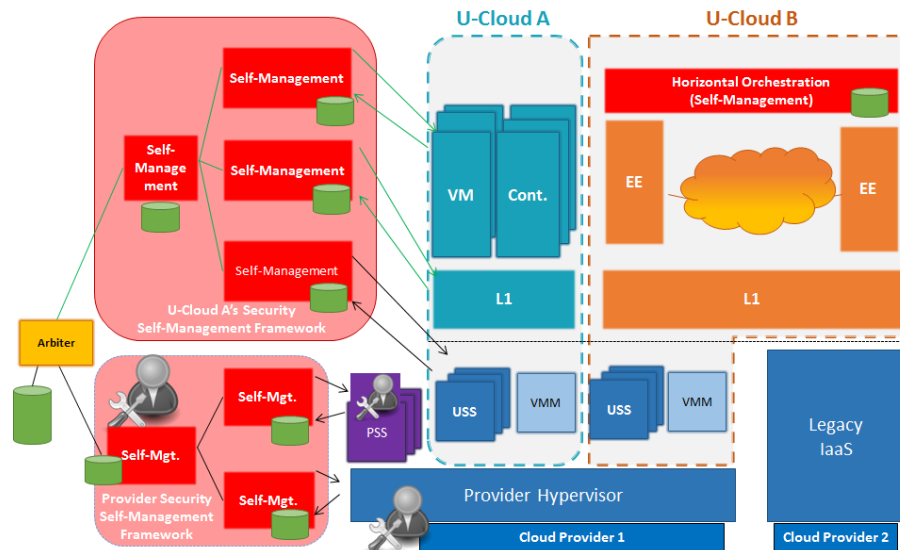 U-Cloud A
U-Cloud B
Self-Management
Horizontal Orchestration
(Self-Management)
Self-
Manage
ment
Self-Management
VM
Cont.
EE
EE
Self-Management
L1
L1
U-Cloud A's Security
Self-Management Framework
Arbiter
Self-Mgt.
PSS
USS
VMM
USS
VMM
Legacy
IaaS
Self-Mgt.
Provider Security
Self-Management
Framework
Self-Mgt.
Provider Hypervisor
Cloud Provider 1
Cloud Provider 2